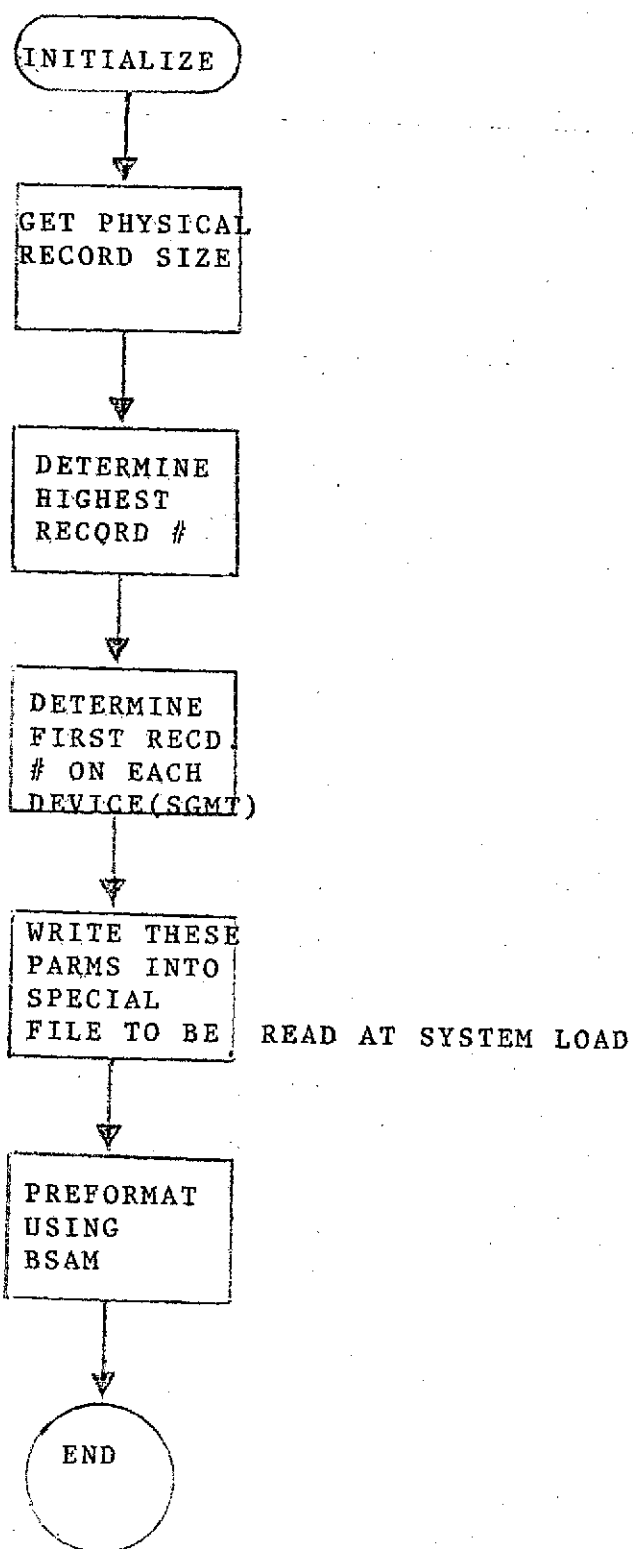 INITIALIZE
GET PHYSICAL
RECORD SIZE
DETERMINE
HIGHEST
RECORD #
DETERMINE
FIRST RECD
# ON EACH
DEVICE(SGMT)
WRITE THESE
PARMS INTO
SPECIAL
FILE TO BE READ AT SYSTEM LOAD
PREFORMAT
USING
BSAM
END